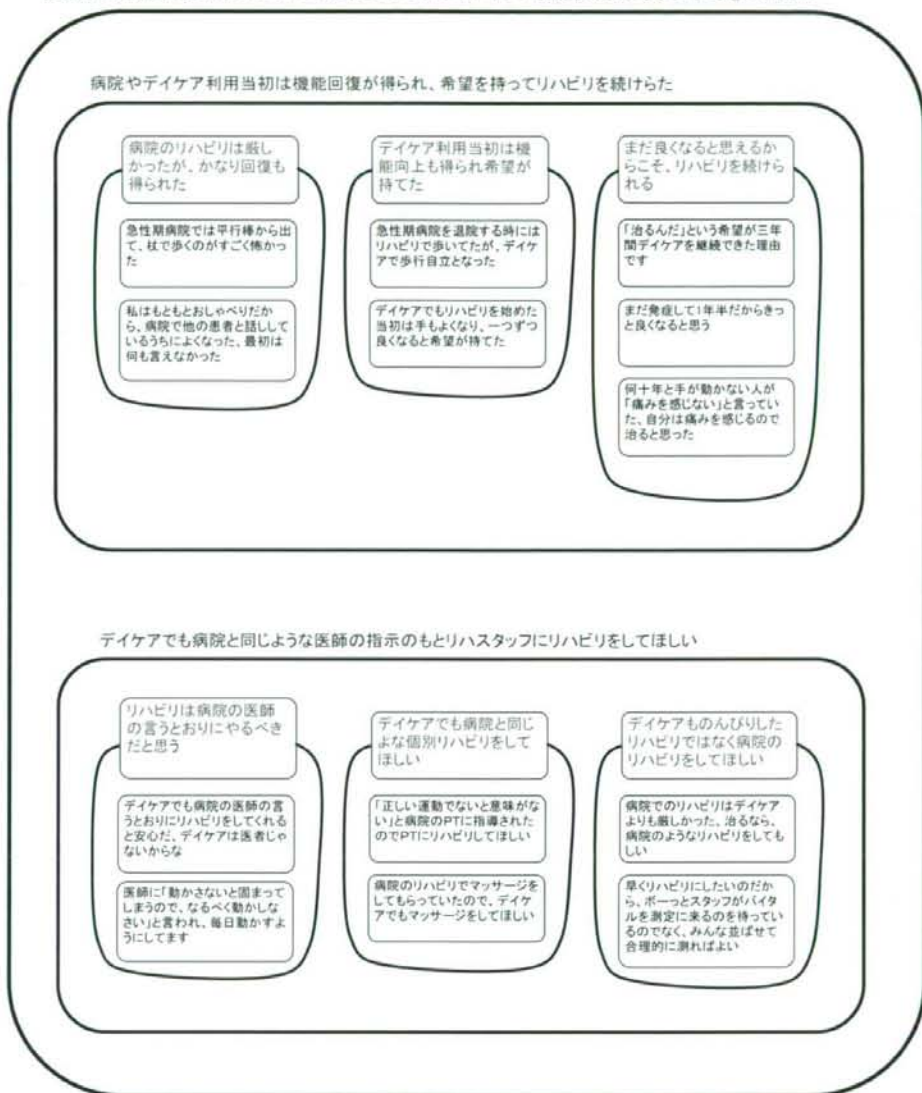 病院やデイケア利用当初は機能回復が得られ、希望を持ってリハビリを続けらた
病院のリハビリは厳し
かったが、かなり回復も
得られた
急性期病院では平行棒から出
て、杖で歩くのがすごく怖かっ
た
私はもともとおしゃべりだか
ら、病院で他の患者と話しして
いるうちによくなった、最初は
何も言えなかった
デイケア利用当初は機
能向上も得られ希望が
持てた
急性期病院を退院する時には
リハビリで歩いてたが、デイケ
アで歩行自立となった
デイケアでもリハビリを始めた
当初は手もよくなり、一つずつ
良くなると希望が持てた
まだ良くなると思えるか
らこそ、リハビリを続けら
れる
「治るんだ」という希望が三年
間デイケアを継続できた理由
です
まだ発症して1年半だからきっ
と良くなると思う
何十年と手が動かない人が
「痛みを感じない」と言ってい
た、自分は痛みを感じるので
治ると思った
デイケアでも病院と同じような医師の指示のもとリハスタッフにリハビリをしてほしい
リハビリは病院の医師
の言うとおりにやるべき
だと思う
デイケアでも病院の医師の言
うとおりにリハビリをしてくれる
と安心だ、デイケアは医者じゃ
ないからな
医師に「動かさないと固まって
しまうので、なるべく動かしな
さい」と言われ、毎日動かすよ
うにしてます
デイケアでも病院と同じ
よな個別リハビリをして
ほしい
「正しい運動でないと意味がな
い」と病院のPTに指導された
のでPTにリハビリしてほしい
病院のリハビリでマッサージを
してもらっていたので、デイケ
アでもマッサージをしてほしい
デイケアものんびりした
リハビリではなく病院の
リハビリをしてほしい
病院でのリハビリはデイケア
よりも厳しかった、治るなら、
病院のようなリハビリをしても
しい
早くリハビリにしたいのだか
ら、ボーっとスタッフがバイタ
ルを測定に来るのを待ってい
るのでなく、みんな並ばせて
合理的に測ればよい